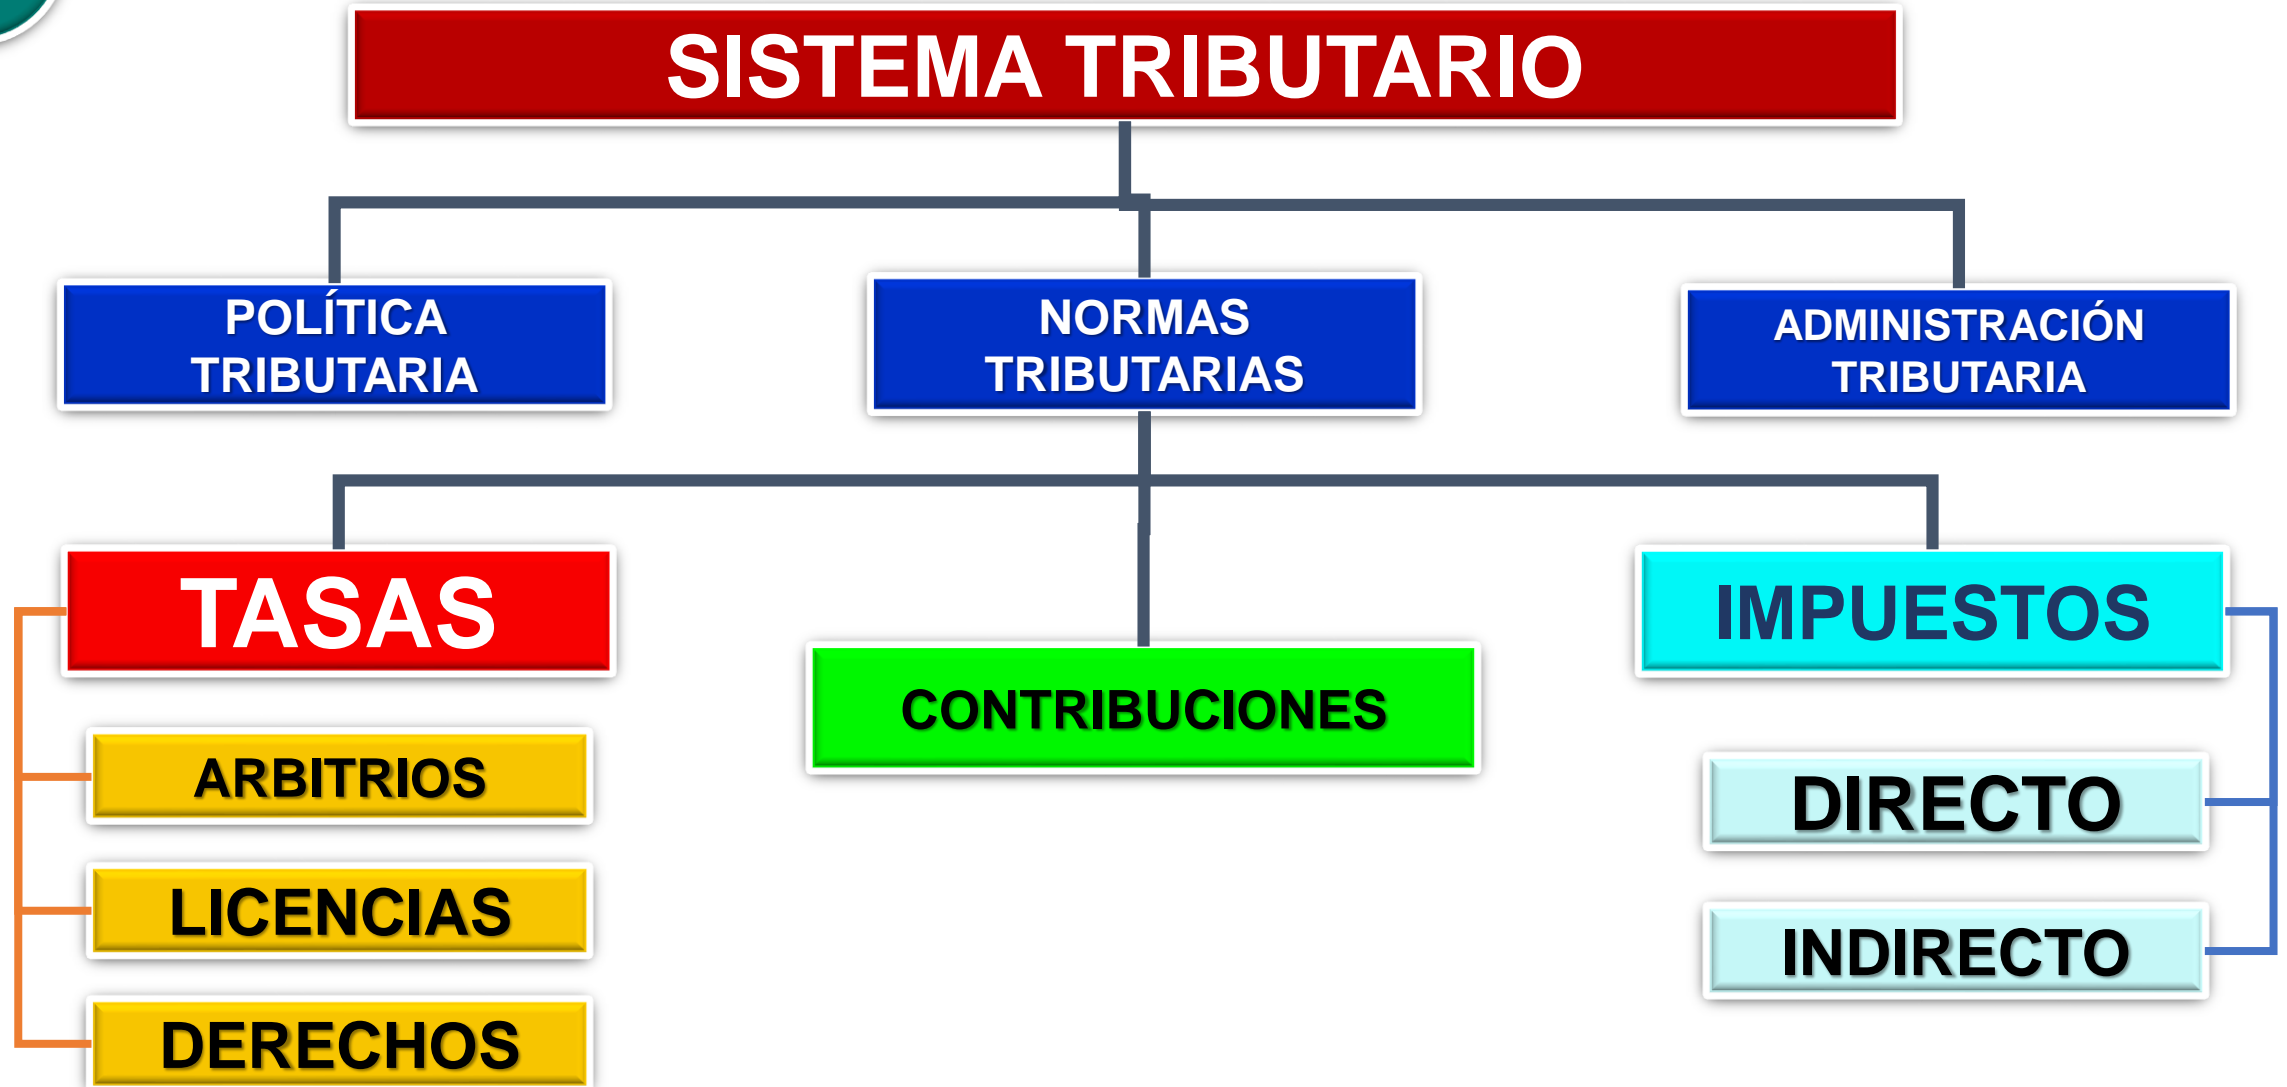 SISTEMA TRIBUTARIO
POLÍTICA
TRIBUTARIA
NORMAS
TRIBUTARIAS
ADMINISTRACIÓN
TRIBUTARIA
TASAS
CONTRIBUCIONES
IMPUESTOS
ARBITRIOS
LICENCIAS
DERECHOS
DIRECTO
INDIRECTO